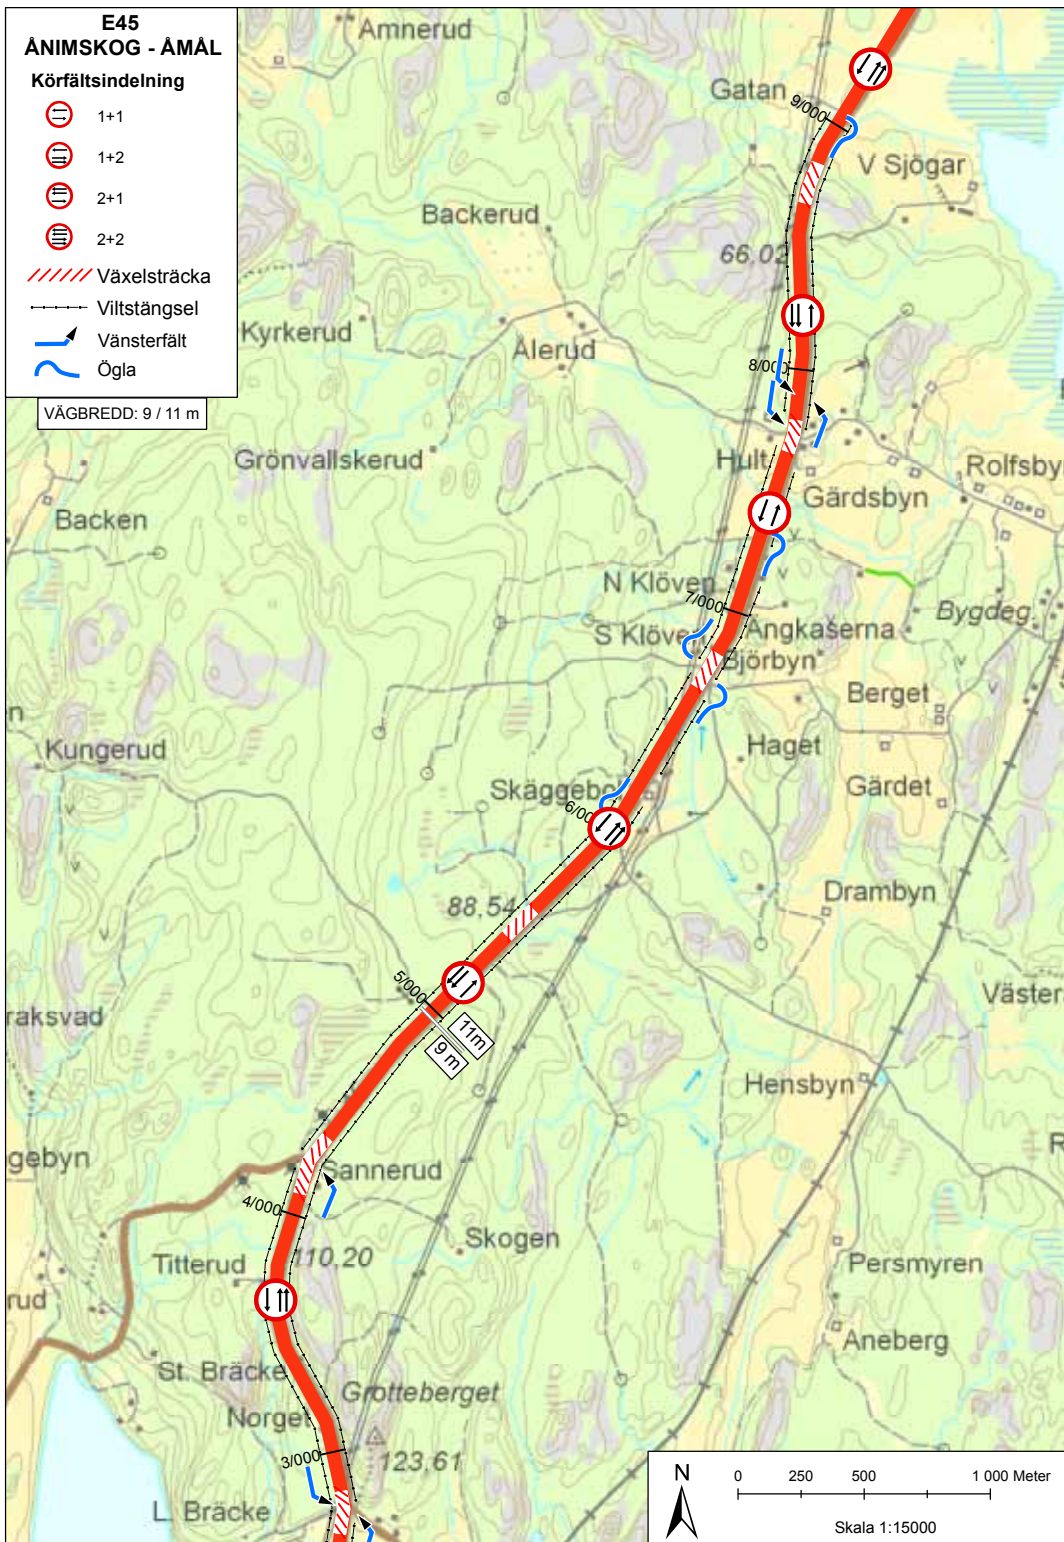 E45
ÅNIMSKOG - ÅMÅL
Körfältsindelning
1+1
1+2
2+1
2+2
Växelsträcka
Viltstängsel
Vänsterfält
Ögla
VÄGBREDD: 9 / 11 m
Amnerud
Gatan
9/000
V Sjögar
Backerud
66.02
Kyrkerud
Ålerud
8/000
Grönvallskerud
Hult
Rolfsby
Gärdsbyn
Backen
N Klöven
7/000
Bygdeg.
S Klöven
Ängkaserna
Björbyn
Berget
Kungerud
Haget
Skäggebol
Gärdet
6/000
88.54
Drambyn
5/000
Väster
raksvad
11m
9 m
Hensbyn
gebyn
Sannerud
4/000
Skogen
110.20
Titterud
Persmyren
rud
Aneberg
St. Bräcke
Grotteberget
Norget
3/000
123.61
L. Bräcke
N
0 250 500 1 000 Meter
Skala 1:15000